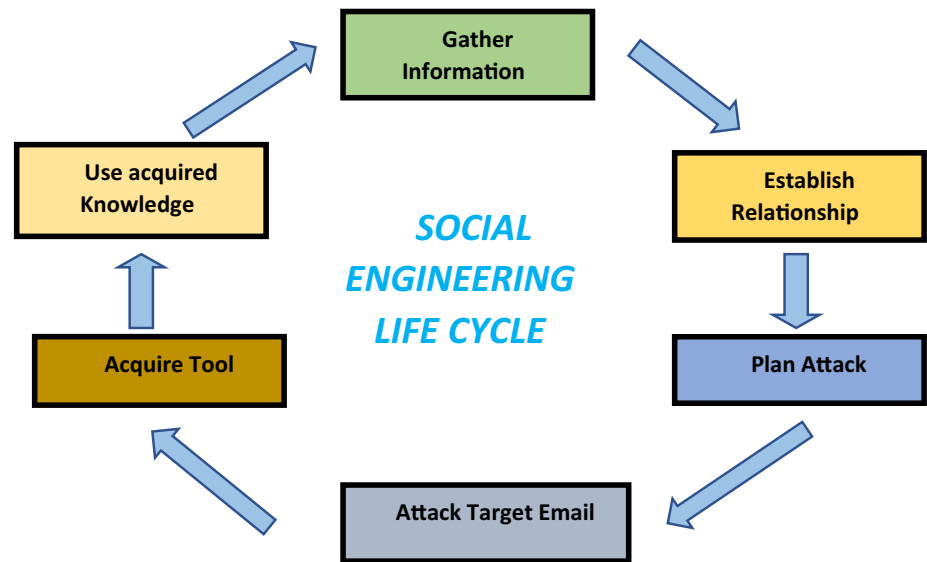 Gather
Information
Establish
Relationship
Plan Attack
Attack Target Email
Acquire Tool
Use acquired
Knowledge
SOCIAL
ENGINEERING
LIFE CYCLE